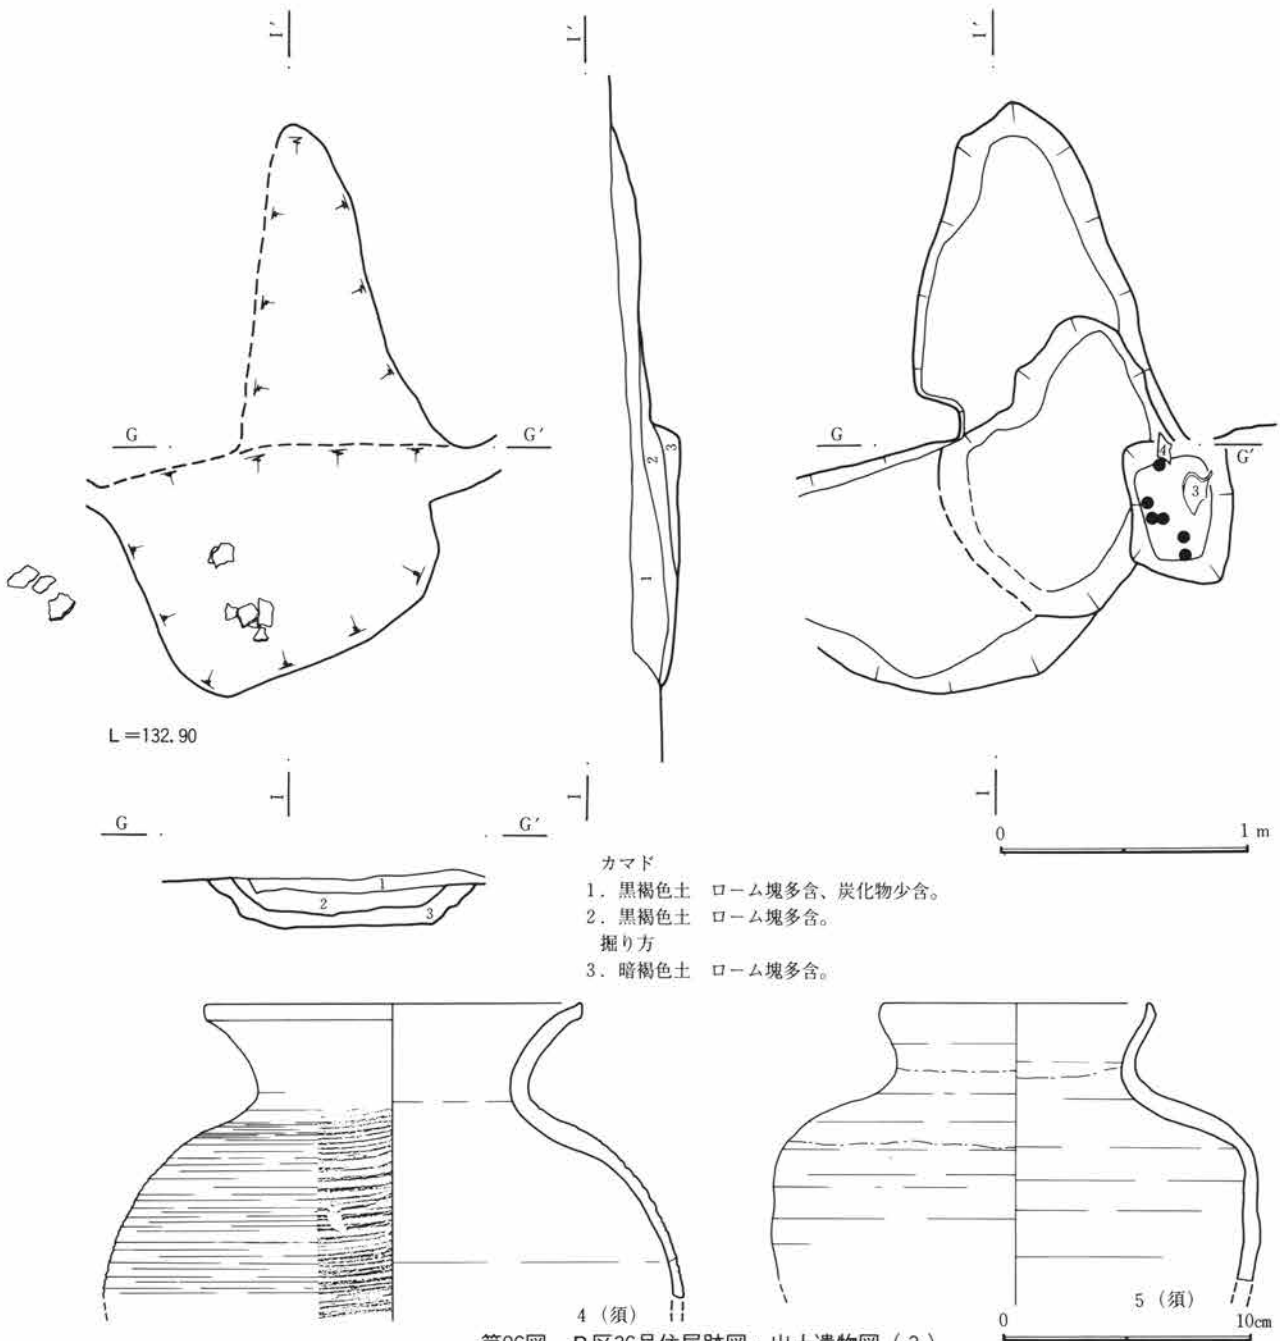 I′
I′
I′
G
G′
G
G′
4
3
2
3
1
L＝132.90
I
I
I
G
G′
0
1 m
1
2
3
カマド
1．黒褐色土　ローム塊多含、炭化物少含。
2．黒褐色土　ローム塊多含。
掘り方
3．暗褐色土　ローム塊多含。
4（須）
5（須）
0
10cm